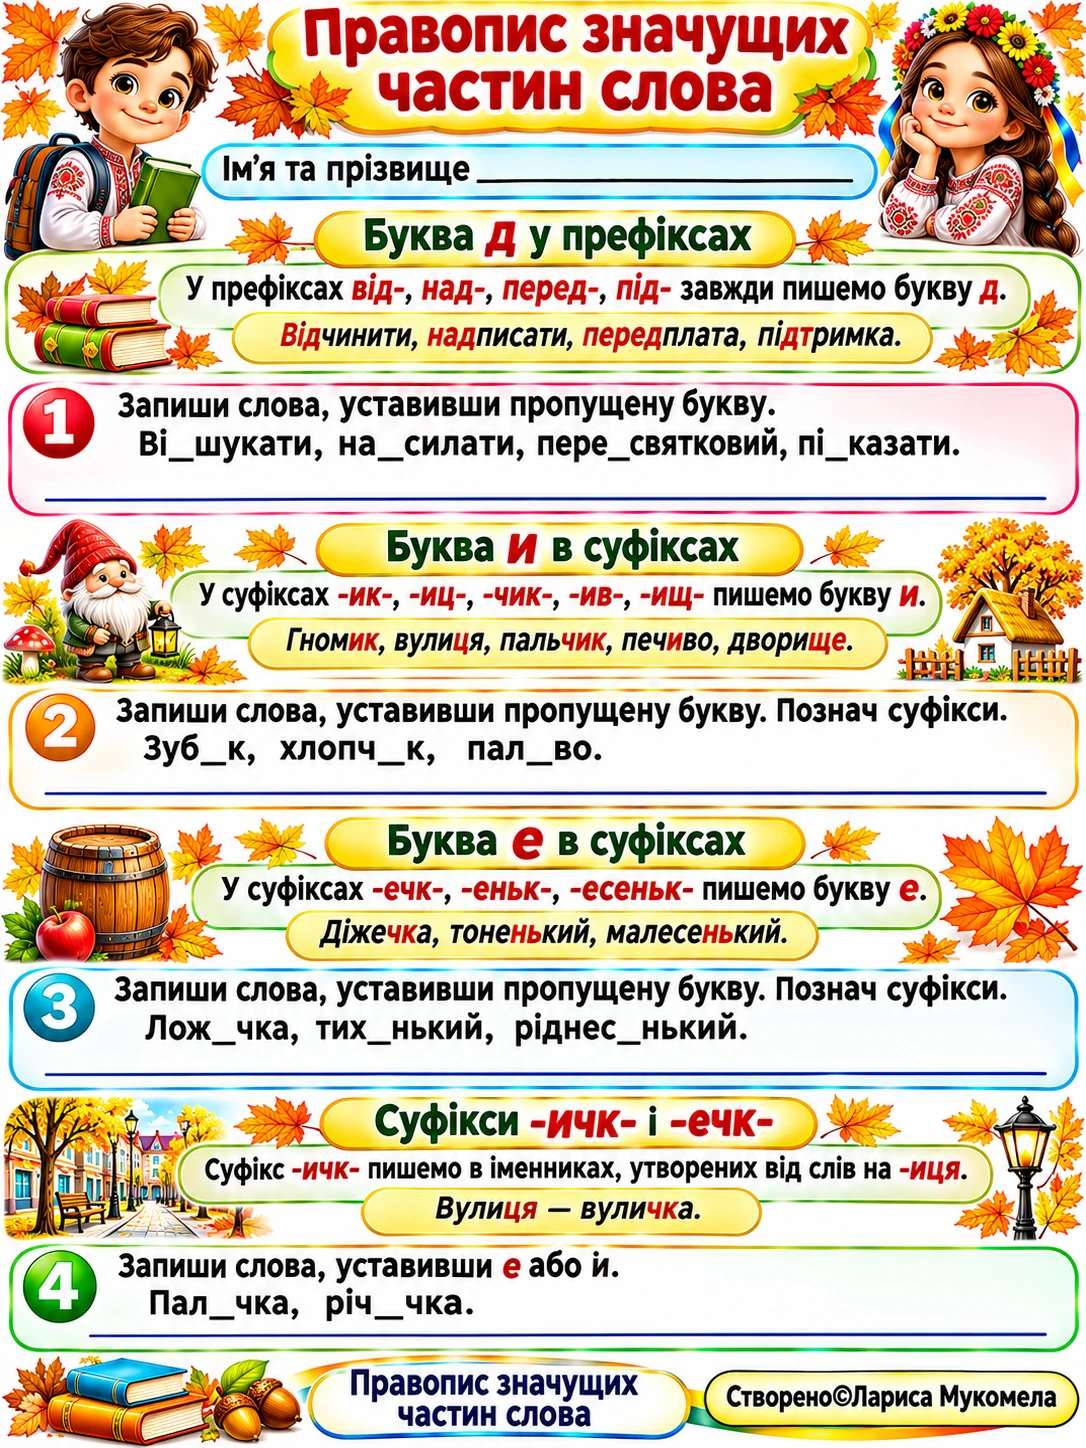 Правопис значущих
частин слова
Ім’я та прізвище ___________________
Буква д у префіксах
У префіксах від-, над-, перед-, під- завжди пишемо букву д.
Відчинити, надписати, передплата, підтримка.
1
Запиши слова, уставивши пропущену букву.
Ві_шукати, на_силати, пере_святковий, пі_казати.
Буква и в суфіксах
У суфіксах -ик-, -иц-, -чик-, -ив-, -ищ- пишемо букву и.
Гномик, вулиця, пальчик, печиво, дворище.
2
Запиши слова, уставивши пропущену букву. Познач суфікси.
Зуб_к, хлопч_к, пал_во.
Буква е в суфіксах
У суфіксах -ечк-, -еньк-, -есеньк- пишемо букву е.
Діжечка, тоненький, малесенький.
3
Запиши слова, уставивши пропущену букву. Познач суфікси.
Лож_чка, тих_нький, ріднес_нький.
Суфікси -ичк- і -ечк-
Суфікс -ичк- пишемо в іменниках, утворених від слів на -иця.
Вулиця — вуличка.
4
Запиши слова, уставивши е або и.
Пал_чка, річ_чка.
Правопис значущих
частин слова
Створено©Лариса Мукомела